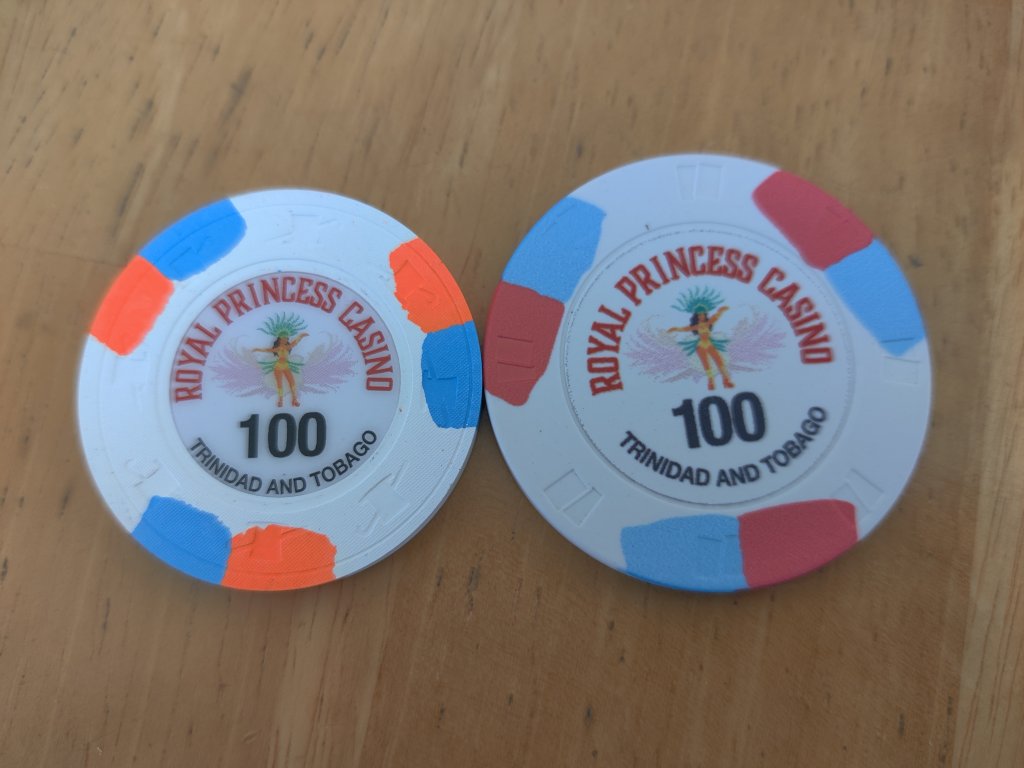 ROYAL PRINCESS CASINO
100
TRINIDAD AND TOBAGO
ROYAL PRINCESS CASINO
100
TRINIDAD AND TOBAGO